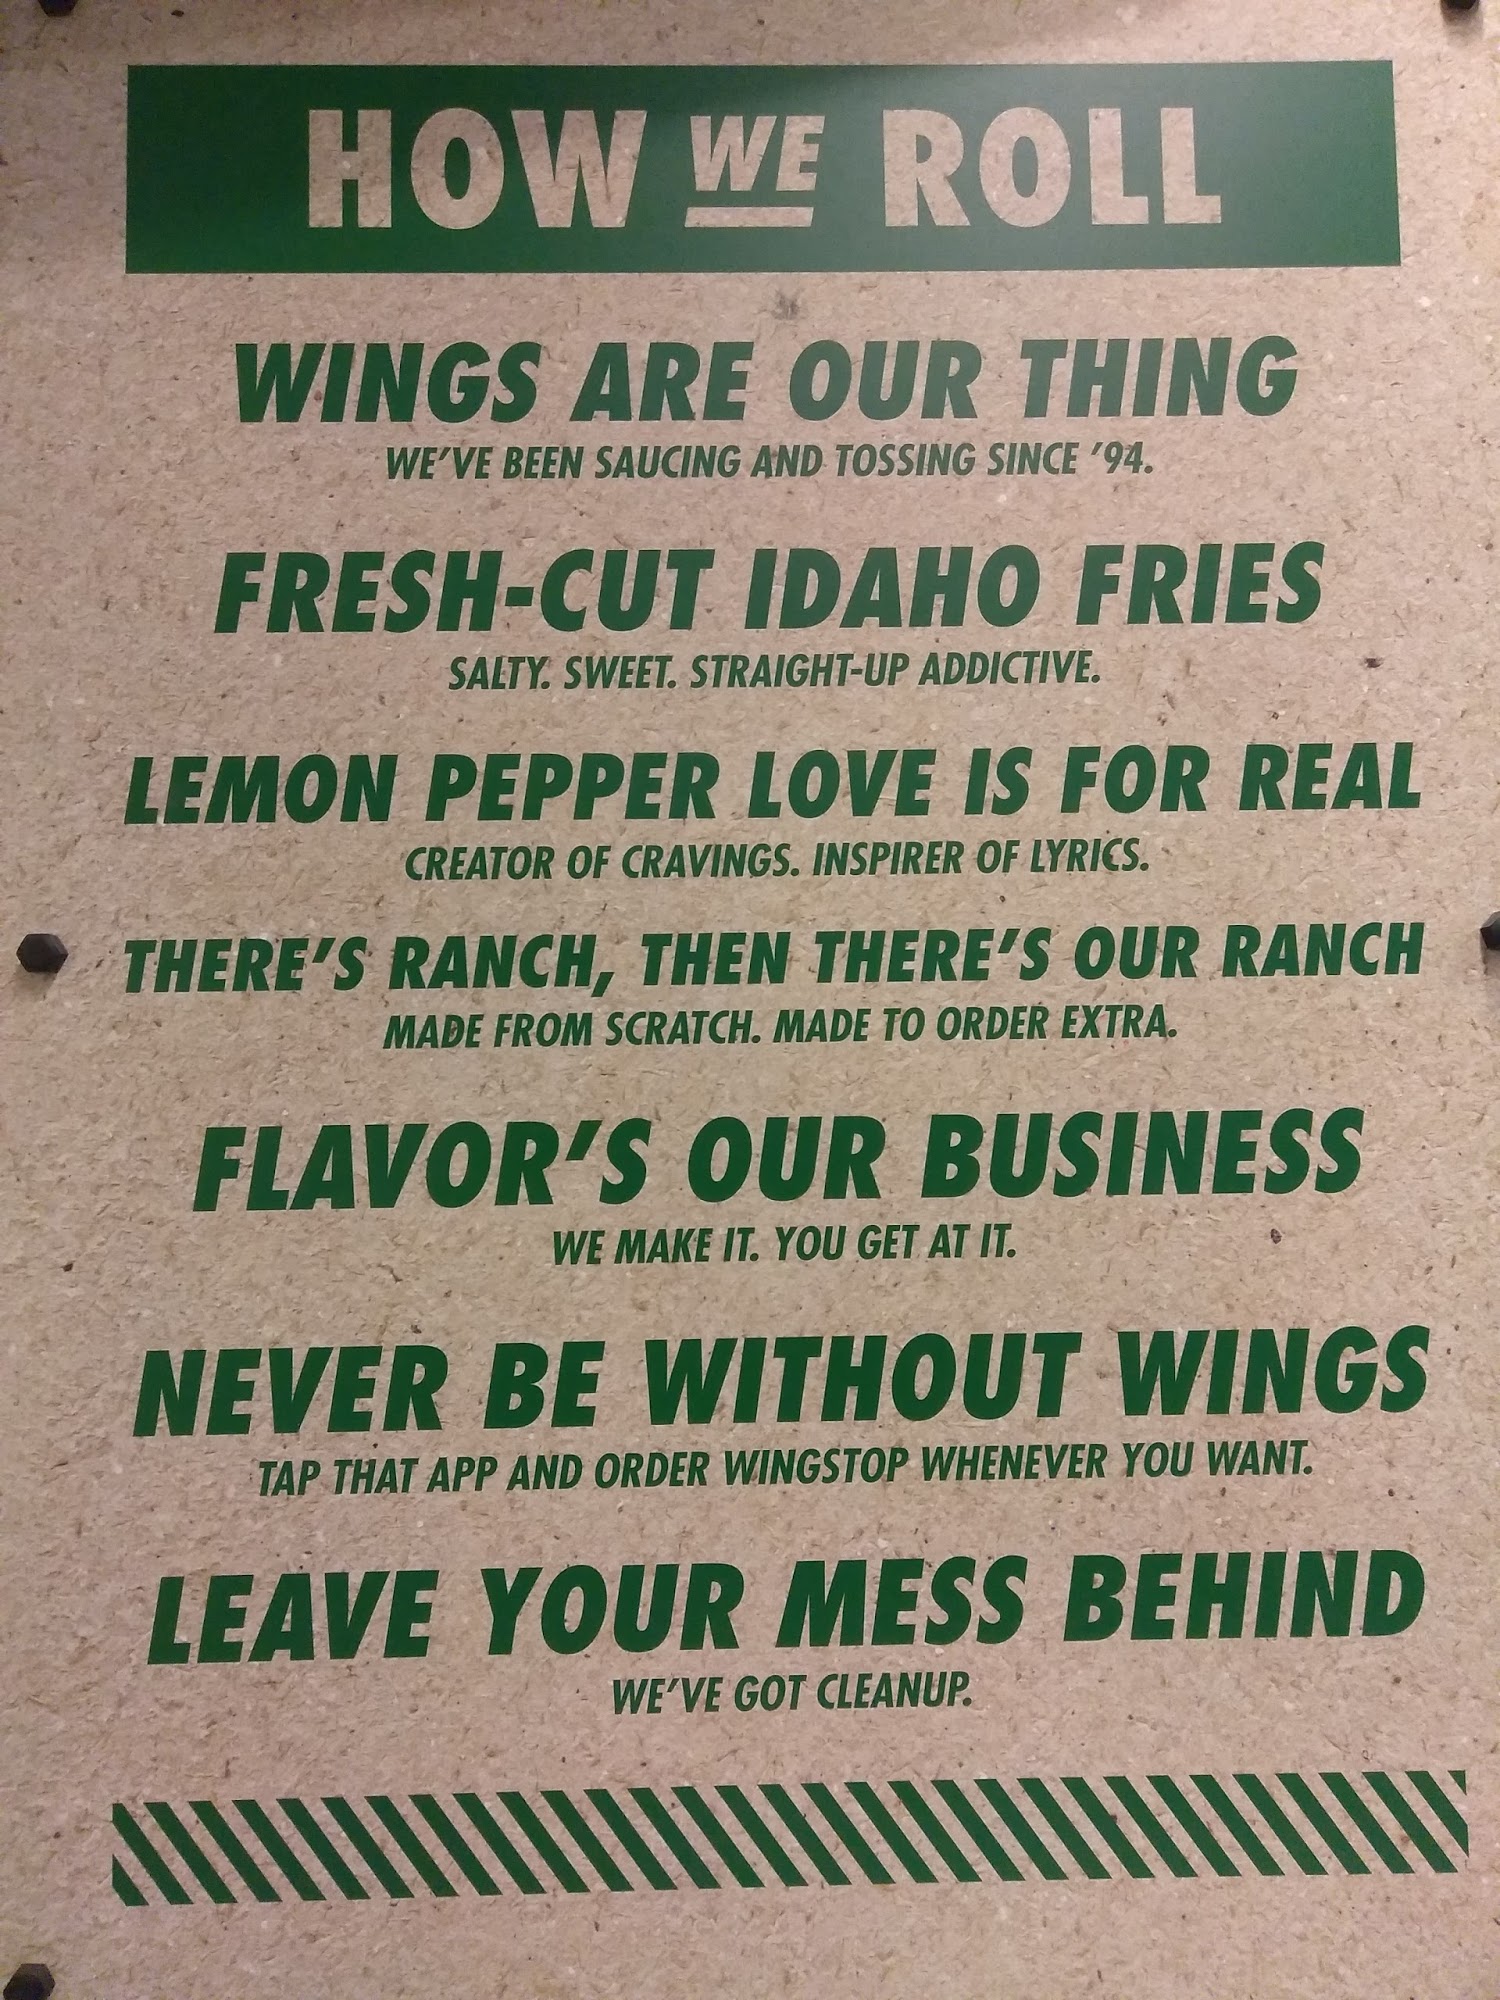 HOW WE ROLL
WINGS ARE OUR THING
WE'VE BEEN SAUCING AND TOSSING SINCE '94.
FRESH-CUT IDAHO FRIES
SALTY. SWEET. STRAIGHT-UP ADDICTIVE.
LEMON PEPPER LOVE IS FOR REAL
CREATOR OF CRAVINGS. INSPIRER OF LYRICS.
THERE'S RANCH, THEN THERE'S OUR RANCH
MADE FROM SCRATCH. MADE TO ORDER EXTRA.
FLAVOR'S OUR BUSINESS
WE MAKE IT. YOU GET AT IT.
NEVER BE WITHOUT WINGS
TAP THAT APP AND ORDER WINGSTOP WHENEVER YOU WANT.
LEAVE YOUR MESS BEHIND
WE'VE GOT CLEANUP.